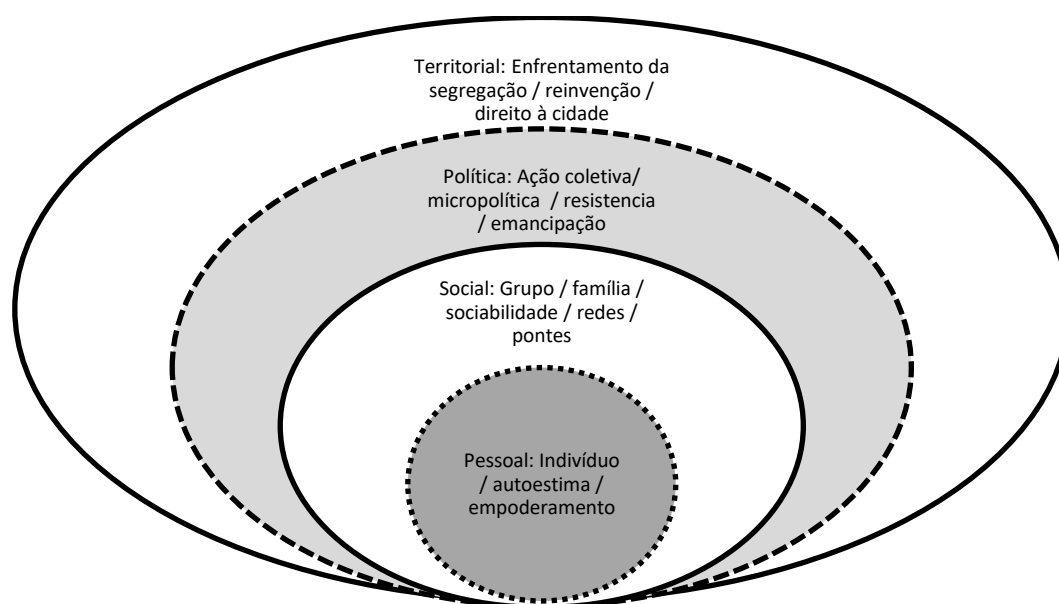 Territorial: Enfrentamento da
segregação / reinvenção /
direito à cidade
Política: Ação coletiva/
micropolítica / resistencia
/ emancipação
Social: Grupo / família /
sociabilidade / redes /
pontes
Pessoal: Indivíduo
/ autoestima /
empoderamento